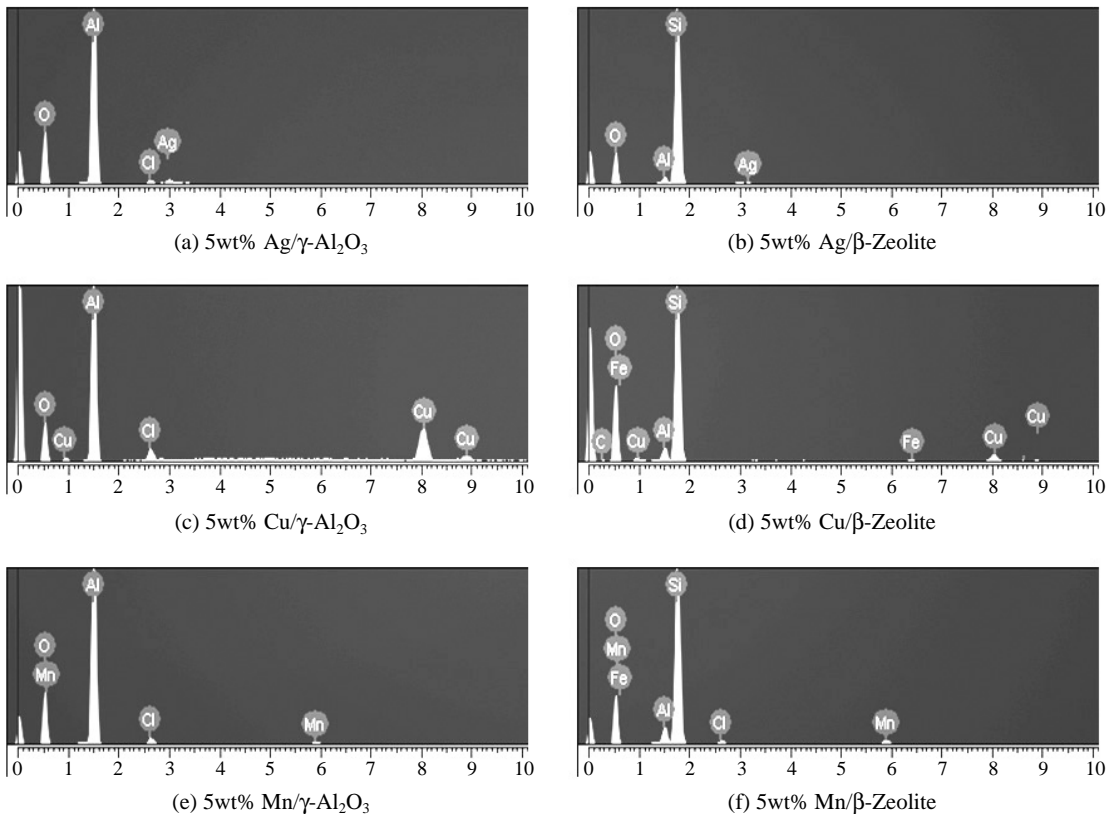 Al
O
Ag
Cl
0 1 2 3 4 5 6 7 8 9 10
(a) 5wt% Ag/γ-Al₂O₃
Si
O
Al
Ag
0 1 2 3 4 5 6 7 8 9 10
(b) 5wt% Ag/β-Zeolite
Al
O
Cu
Cl
Cu
Cu
0 1 2 3 4 5 6 7 8 9 10
(c) 5wt% Cu/γ-Al₂O₃
Si
O
Fe
C
Cu
Al
Fe
Cu
Cu
0 1 2 3 4 5 6 7 8 9 10
(d) 5wt% Cu/β-Zeolite
Al
O
Mn
Cl
Mn
0 1 2 3 4 5 6 7 8 9 10
(e) 5wt% Mn/γ-Al₂O₃
Si
O
Mn
Fe
Al
Cl
Mn
0 1 2 3 4 5 6 7 8 9 10
(f) 5wt% Mn/β-Zeolite